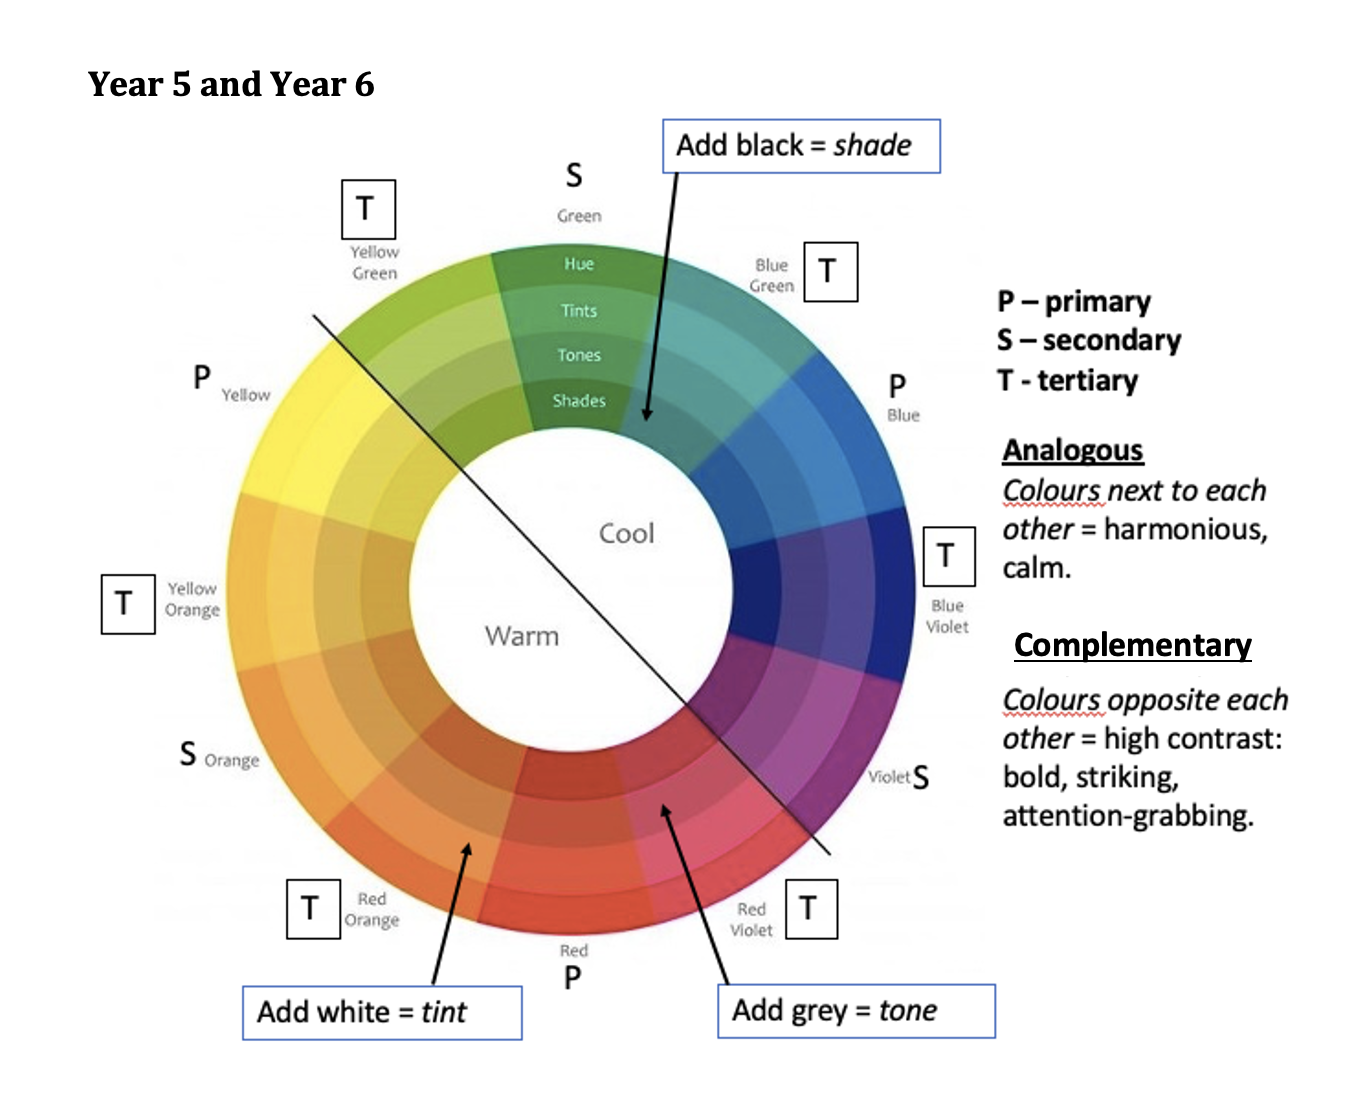 Year 5 and Year 6
Add black = shade
S
Green
T
Yellow
Green
Blue
Green
T
Hue
Tints
Tones
Shades
P – primary
S – secondary
T - tertiary
P
Yellow
P
Blue
Analogous
Colours next to each
other = harmonious,
calm.
Cool
T
Blue
Violet
T
Yellow
Orange
Warm
Complementary
Colours opposite each
other = high contrast:
bold, striking,
attention-grabbing.
S Orange
Violet S
T
Red
Orange
Red
Violet
T
Red
P
Add white = tint
Add grey = tone